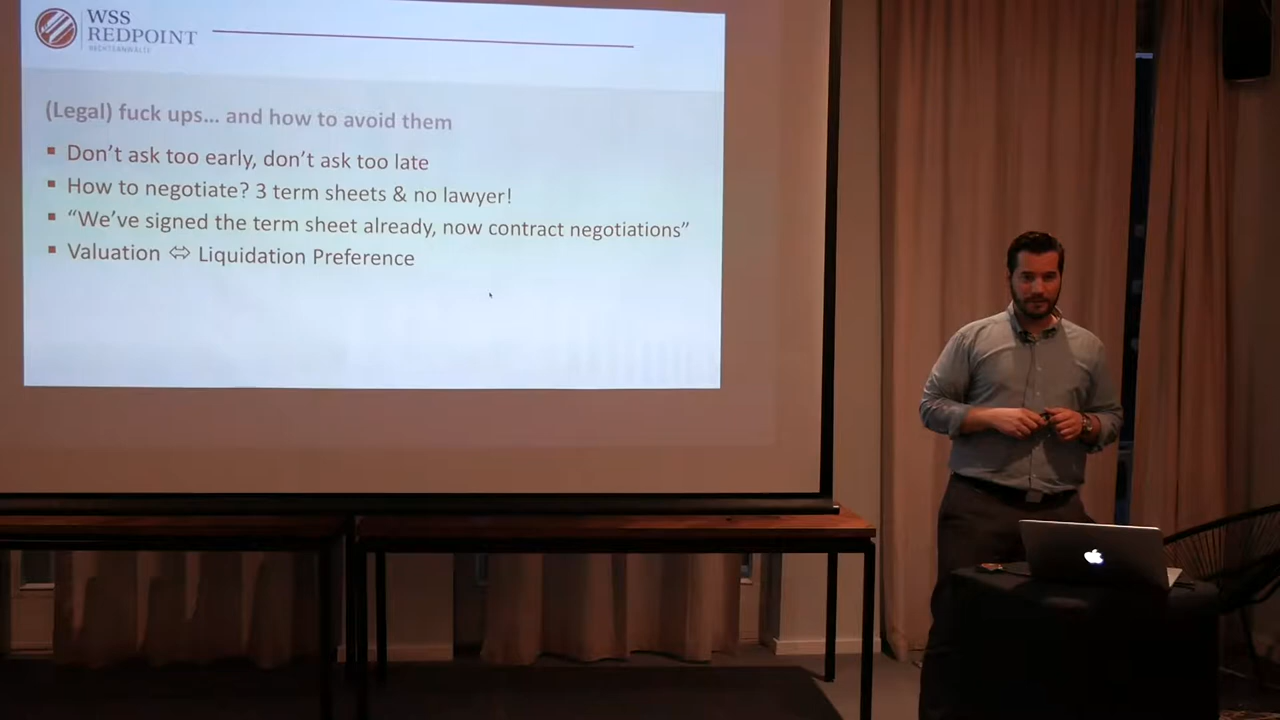 WSS
REDPOINT
RECHTSANWÄLTE
(Legal) fuck ups... and how to avoid them
Don't ask too early, don't ask too late
How to negotiate? 3 term sheets & no lawyer!
“We've signed the term sheet already, now contract negotiations”
Valuation ⇔ Liquidation Preference